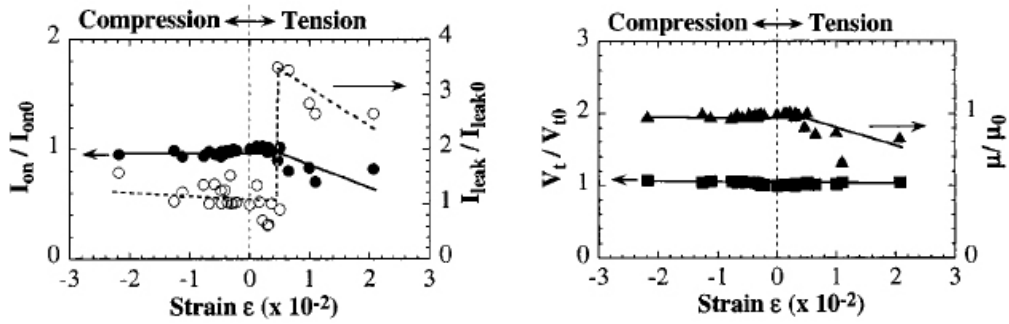 Compression ↔ Tension
2
1
0
I_on / I_on0
4
3
2
1
0
I_leak / I_leak0
-3 -2 -1 0 1 2 3
Strain ε (x 10^-2)
Compression ↔ Tension
3
2
1
0
V_t / V_t0
1
0
μ/μ_0
-3 -2 -1 0 1 2 3
Strain ε (x 10^-2)